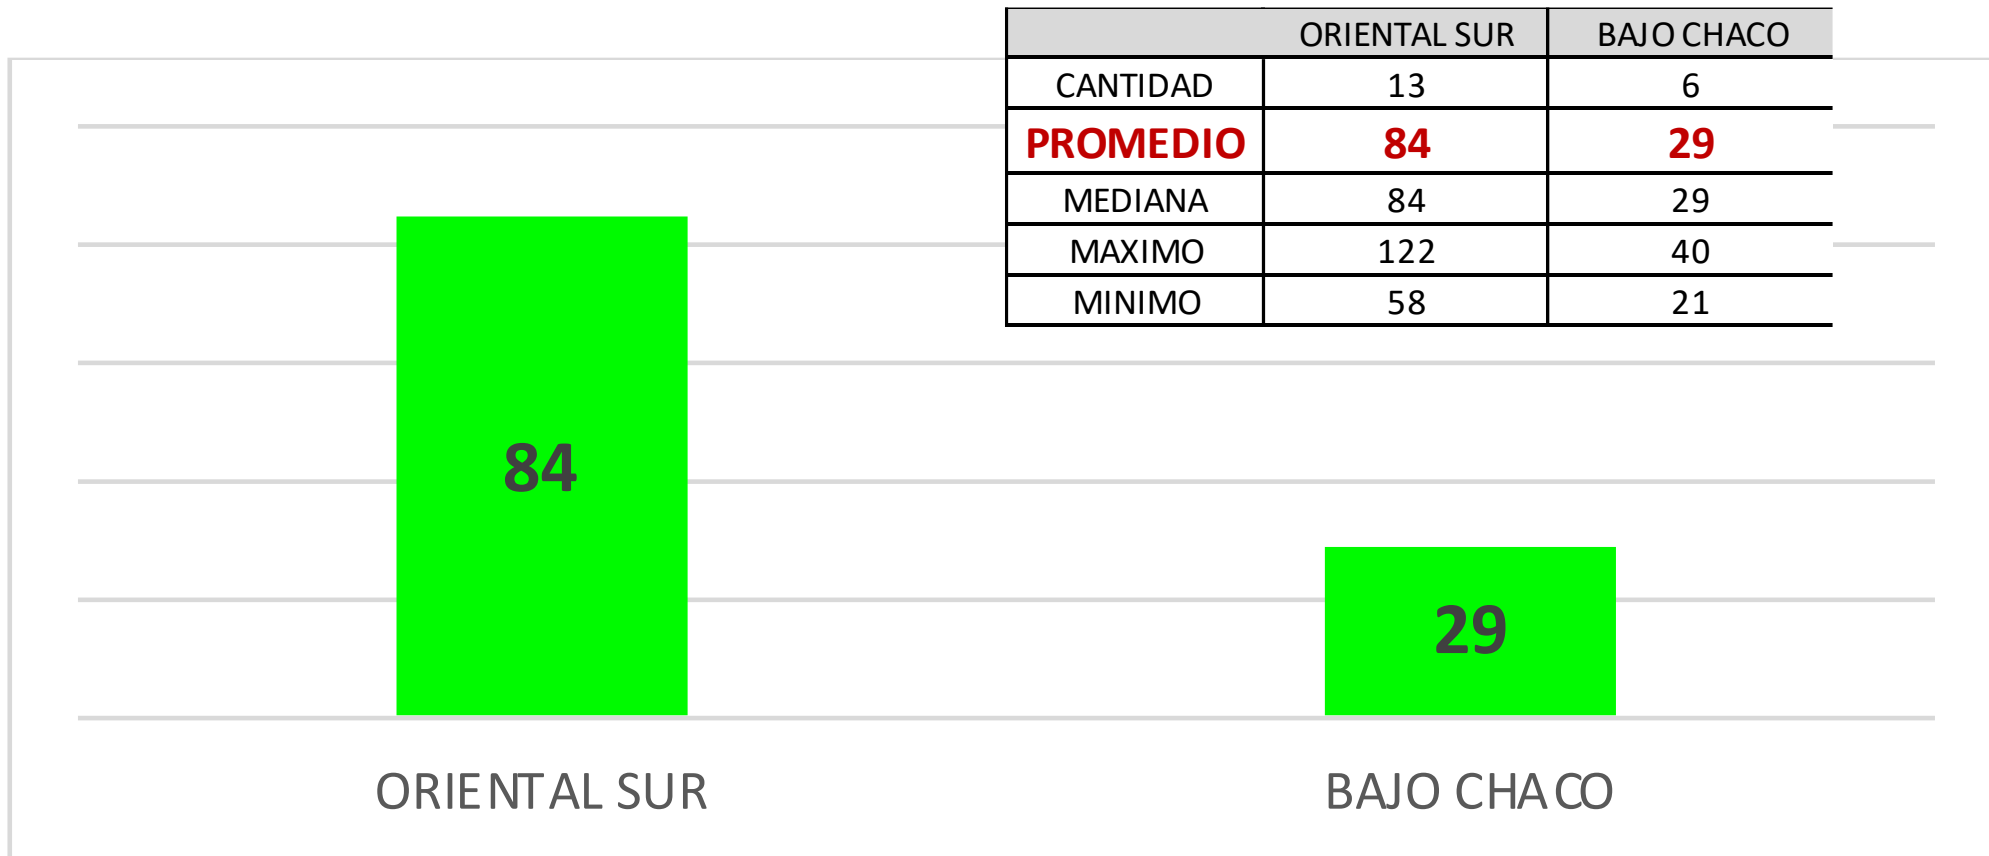 ORIENTAL SUR BAJO CHACO
CANTIDAD 13 6
PROMEDIO 84 29
MEDIANA 84 29
MAXIMO 122 40
MINIMO 58 21
84
29
ORIENTAL SUR BAJO CHACO